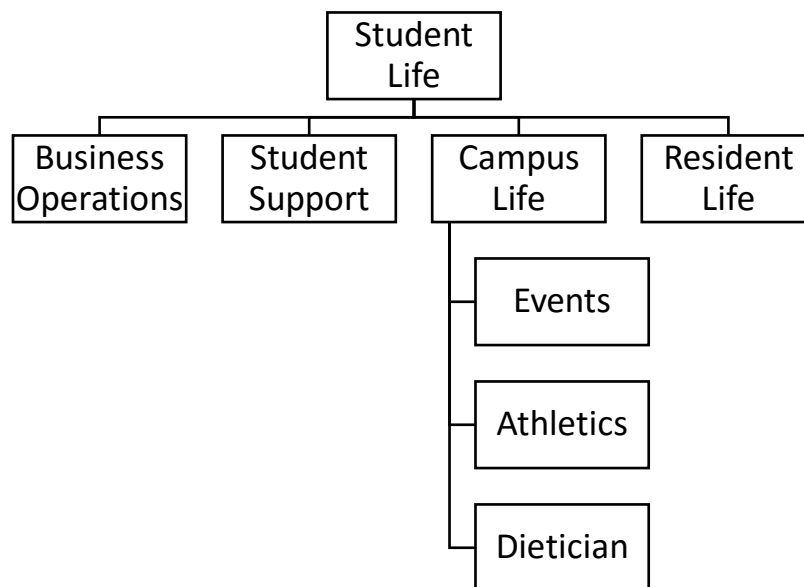 Student
Life
Business
Operations
Student
Support
Campus
Life
Resident
Life
Events
Athletics
Dietician